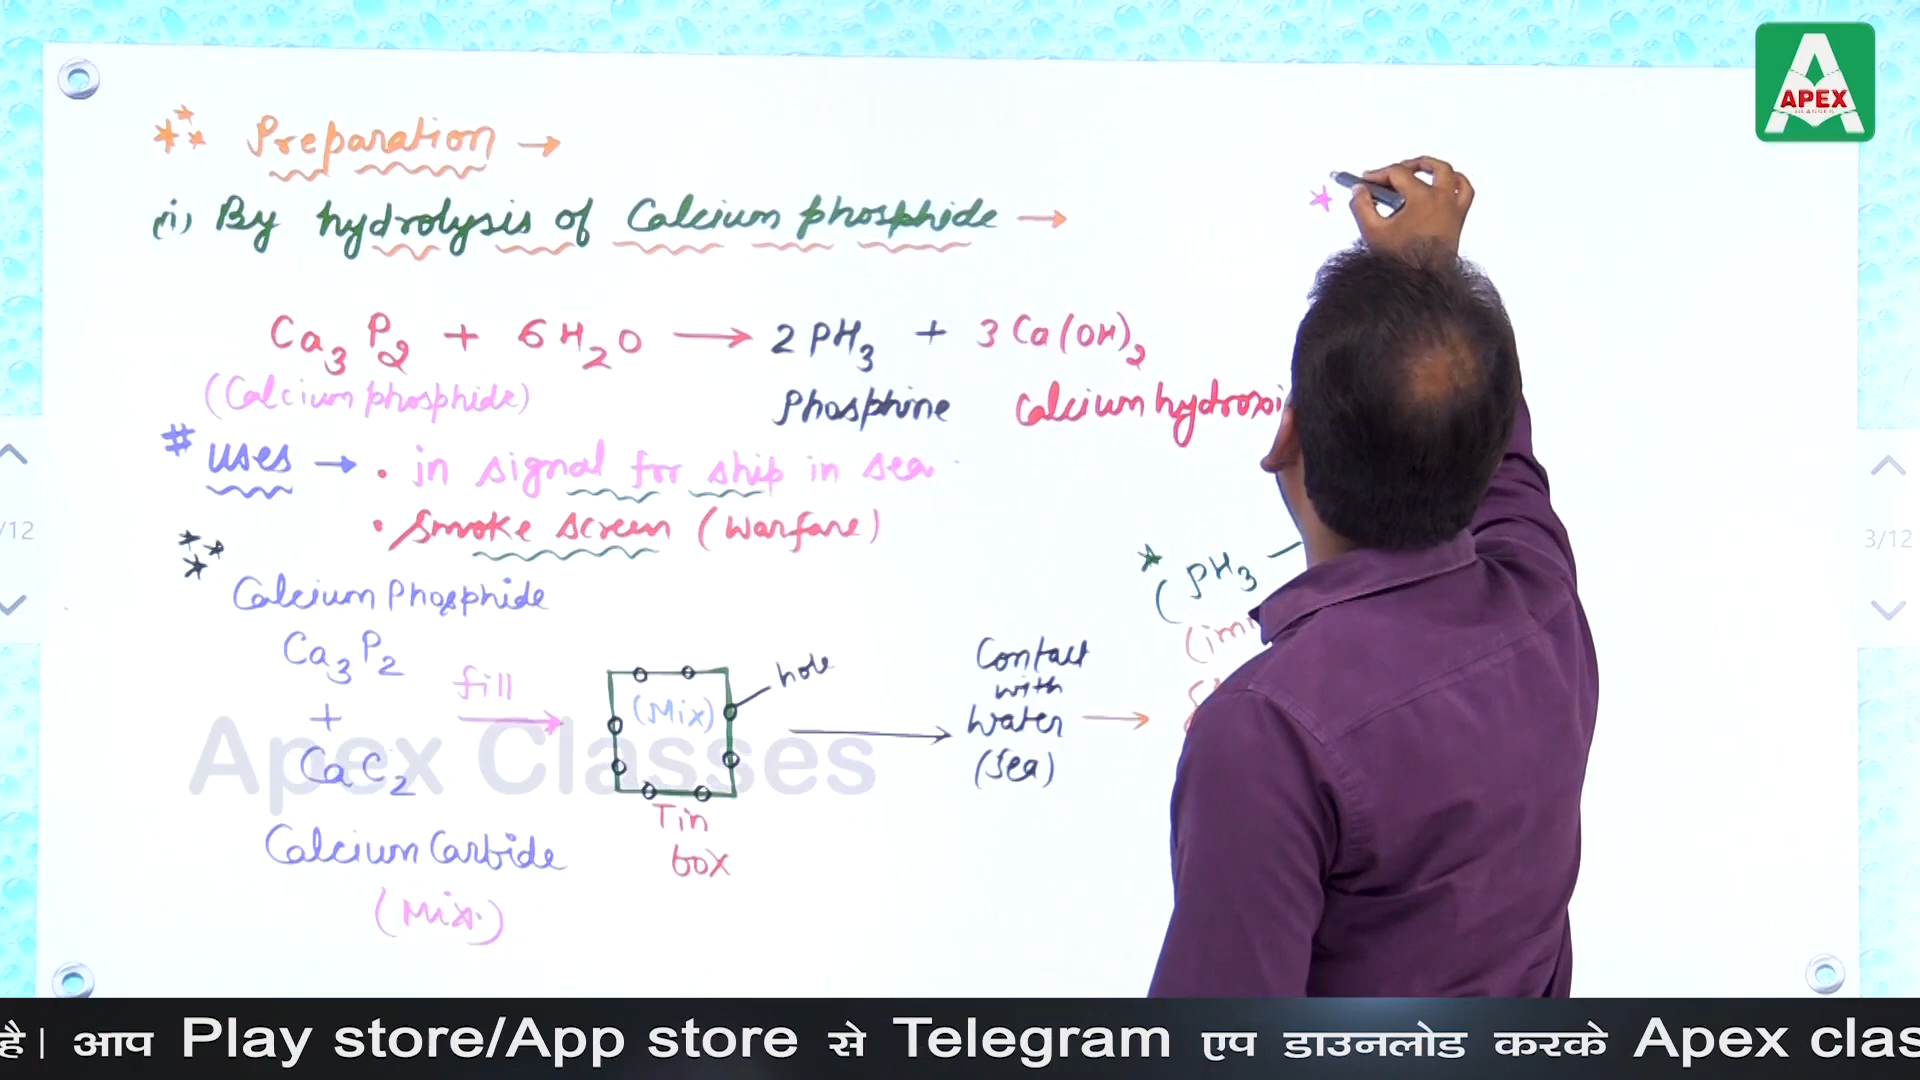 Preparation →
(i) By hydrolysis of Calcium phosphide →
Ca3P2 + 6H2O → 2PH3 + 3Ca(OH)2
(Calcium phosphide)
Phosphine
Calcium hydroxi
# Uses → • in signal for ship in sea
• Smoke screen (Warfare)
Calcium Phosphide
Ca3P2
+
CaC2
Calcium Carbide
(Mix.)
fill
(Mix)
hole
Tin
box
Contact
with
Water
(Sea)
(PH3 –
Apex Classes
APEX
/12
3/12
है। आप Play store/App store से Telegram एप डाउनलोड करके Apex clas